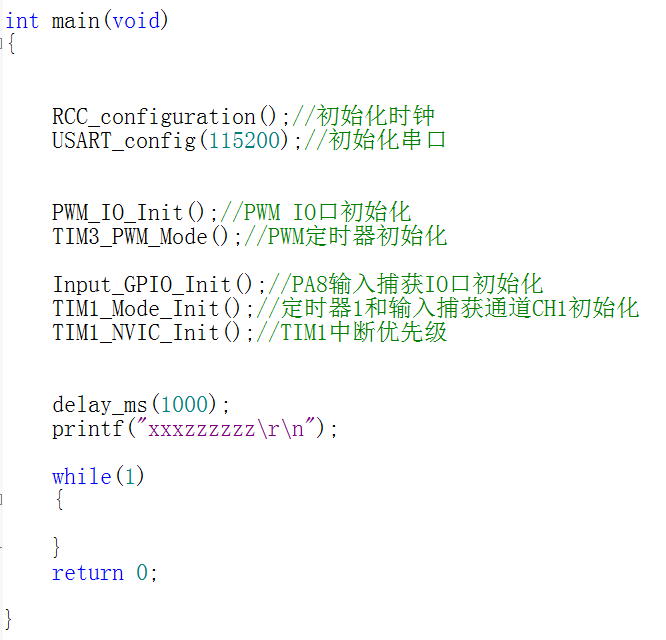 int main(void)
{
RCC_configuration();//初始化时钟
USART_config(115200);//初始化串口
PWM_IO_Init();//PWM IO口初始化
TIM3_PWM_Mode();//PWM定时器初始化
Input_GPIO_Init();//PA8输入捕获IO口初始化
TIM1_Mode_Init();//定时器1和输入捕获通道CH1初始化
TIM1_NVIC_Init();//TIM1中断优先级
delay_ms(1000);
printf("xxxzzzzzz\r\n");
while(1)
{
}
return 0;
}